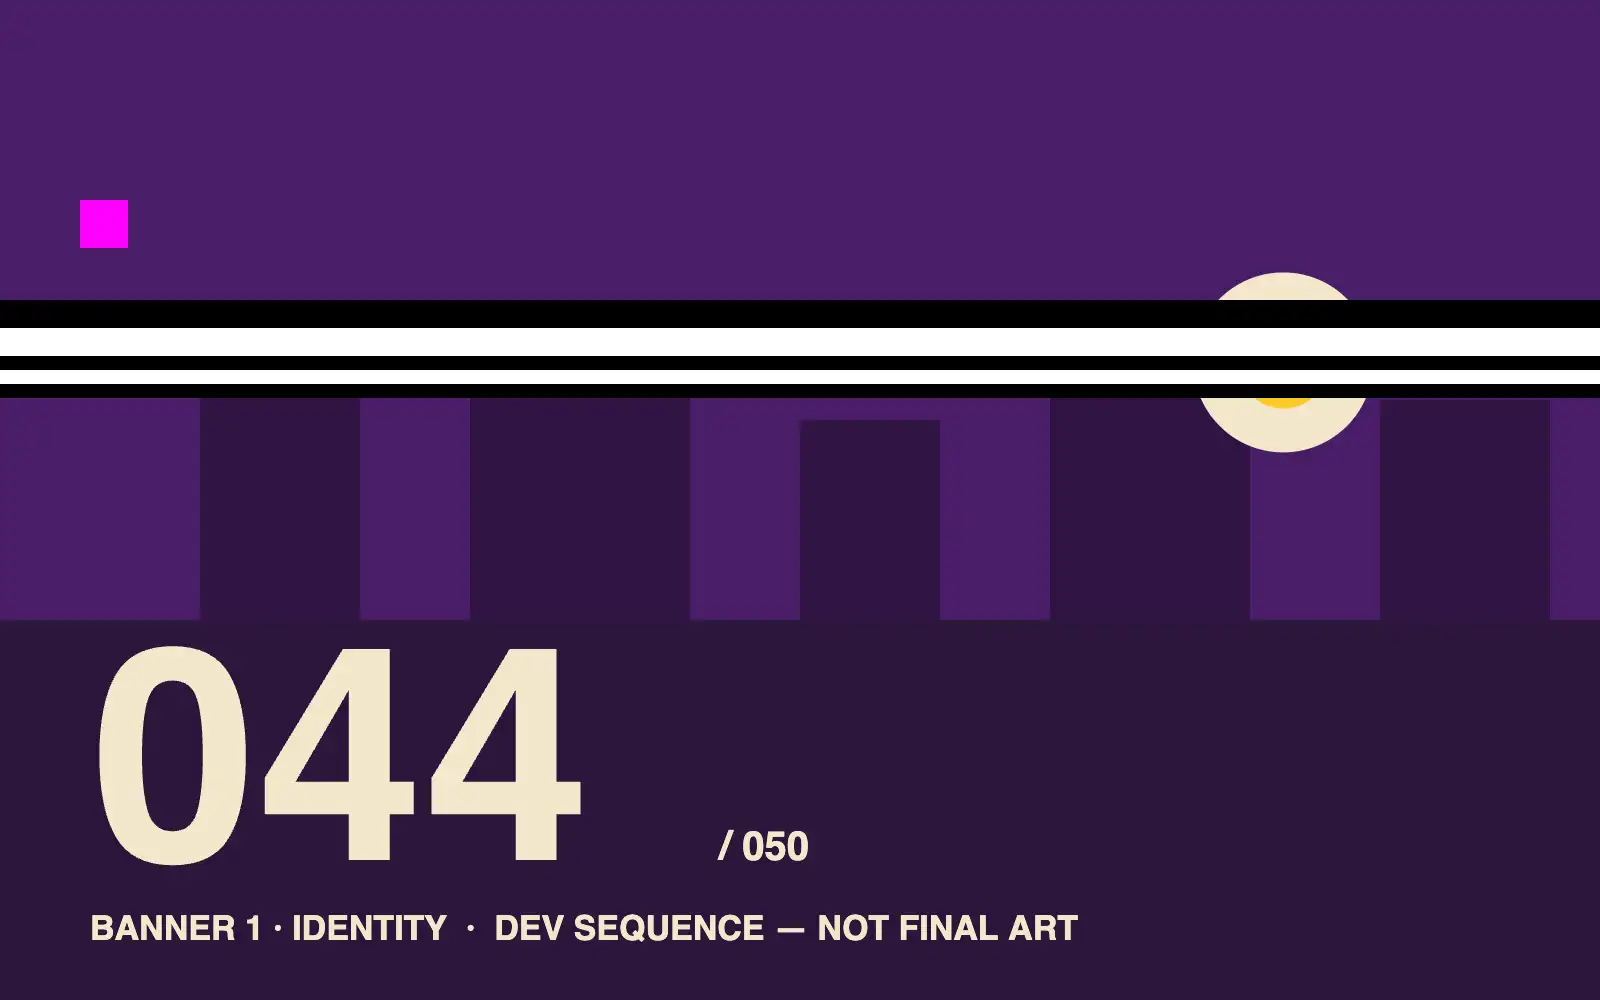 044 / 050
BANNER 1 · IDENTITY · DEV SEQUENCE — NOT FINAL ART